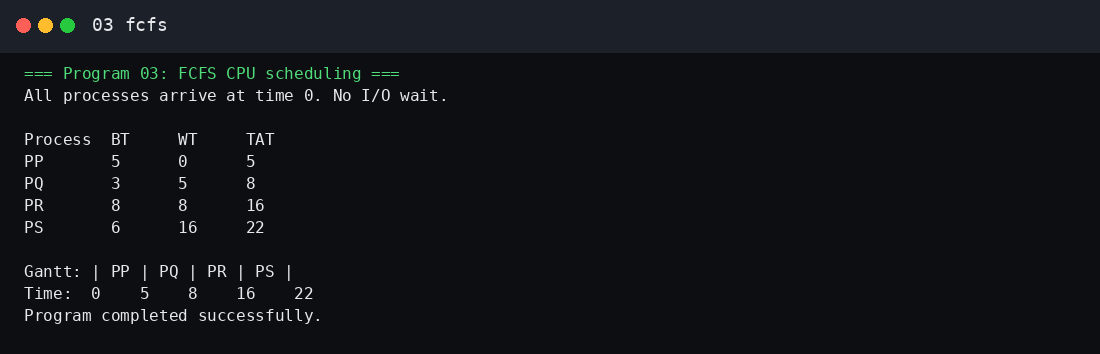 03 fcfs
=== Program 03: FCFS CPU scheduling ===
All processes arrive at time 0. No I/O wait.
Process  BT     WT     TAT
PP       5      0      5
PQ       3      5      8
PR       8      8      16
PS       6      16     22
Gantt: | PP | PQ | PR | PS |
Time:  0    5    8    16    22
Program completed successfully.